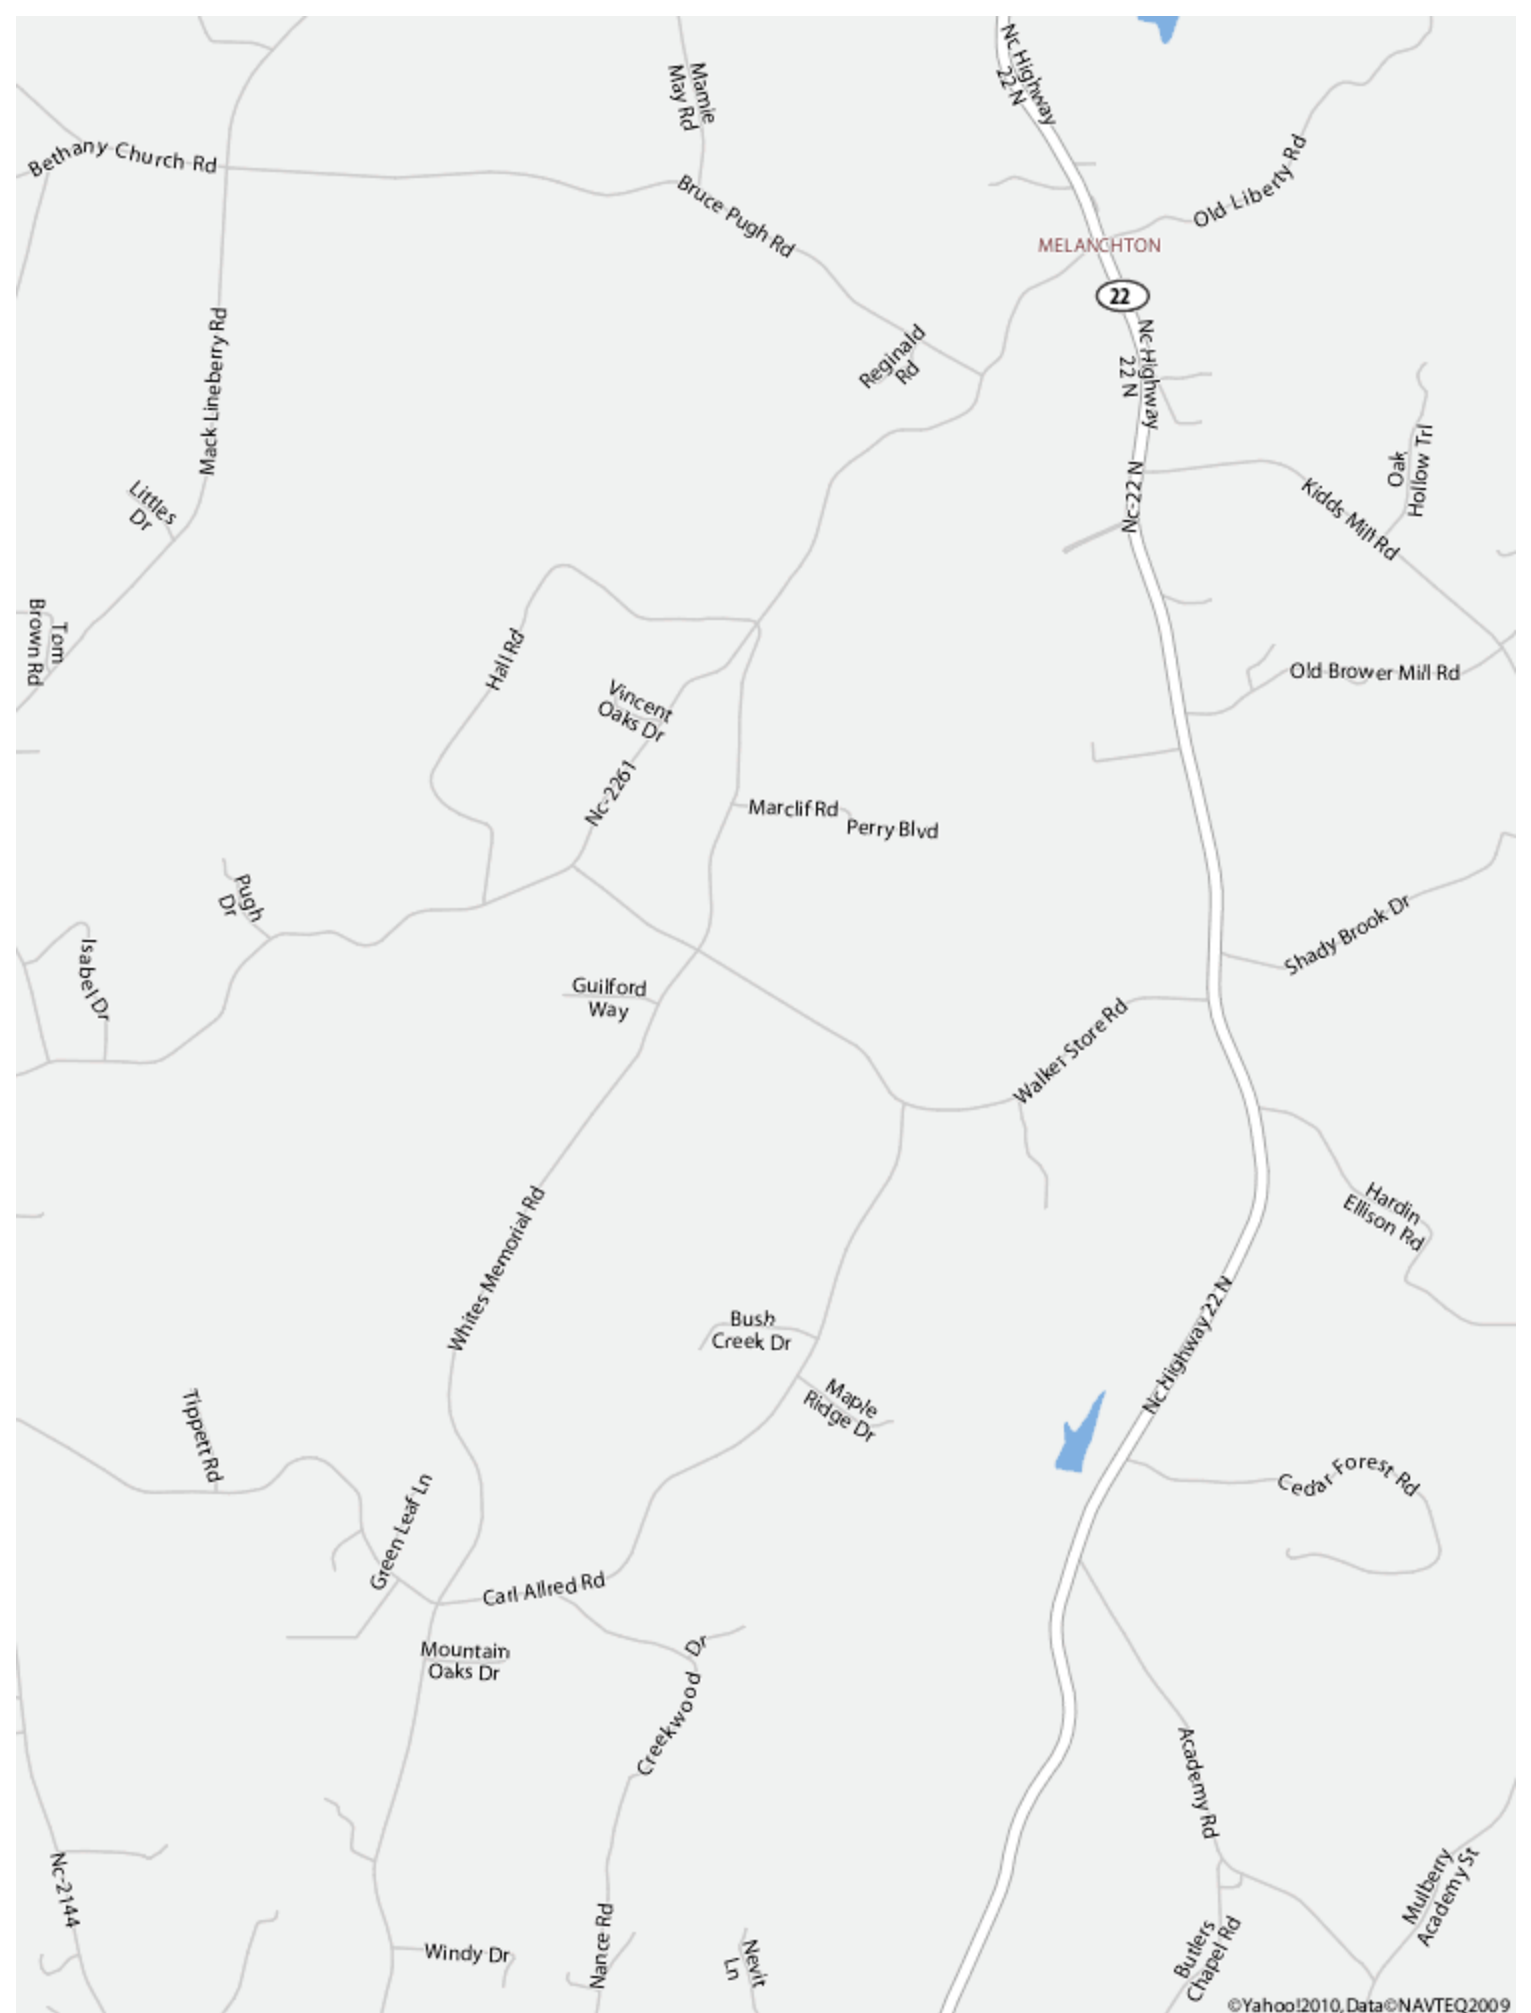 Nc Highway
22 N
Mamie
May Rd
Bethany Church Rd
Bruce Pugh Rd
Old Liberty Rd
MELANCHTON
22
Nc Highway
22 N
Mack Lineberry Rd
Reginald
Rd
Nc-22 N
Oak
Hollow Trl
Kidds Mill Rd
Littles
Dr
Tom
Brown Rd
Hall Rd
Vincent
Oaks Dr
Old Brower Mill Rd
Nc-2261
Marclif Rd
Perry Blvd
Pugh
Dr
Isabel Dr
Shady Brook Dr
Guilford
Way
Walker Store Rd
Hardin
Ellison Rd
Whites Memorial Rd
Nc Highway 22 N
Bush
Creek Dr
Maple
Ridge Dr
Tippett Rd
Green Leaf Ln
Cedar Forest Rd
Carl Allred Rd
Mountain
Oaks Dr
Creekwood Dr
Academy Rd
Nc-2144
Mulberry
Academy St
Windy Dr
Nance Rd
Nevit
Ln
Butlers
Chapel Rd
©Yahoo!2010, Data©NAVTEQ2009